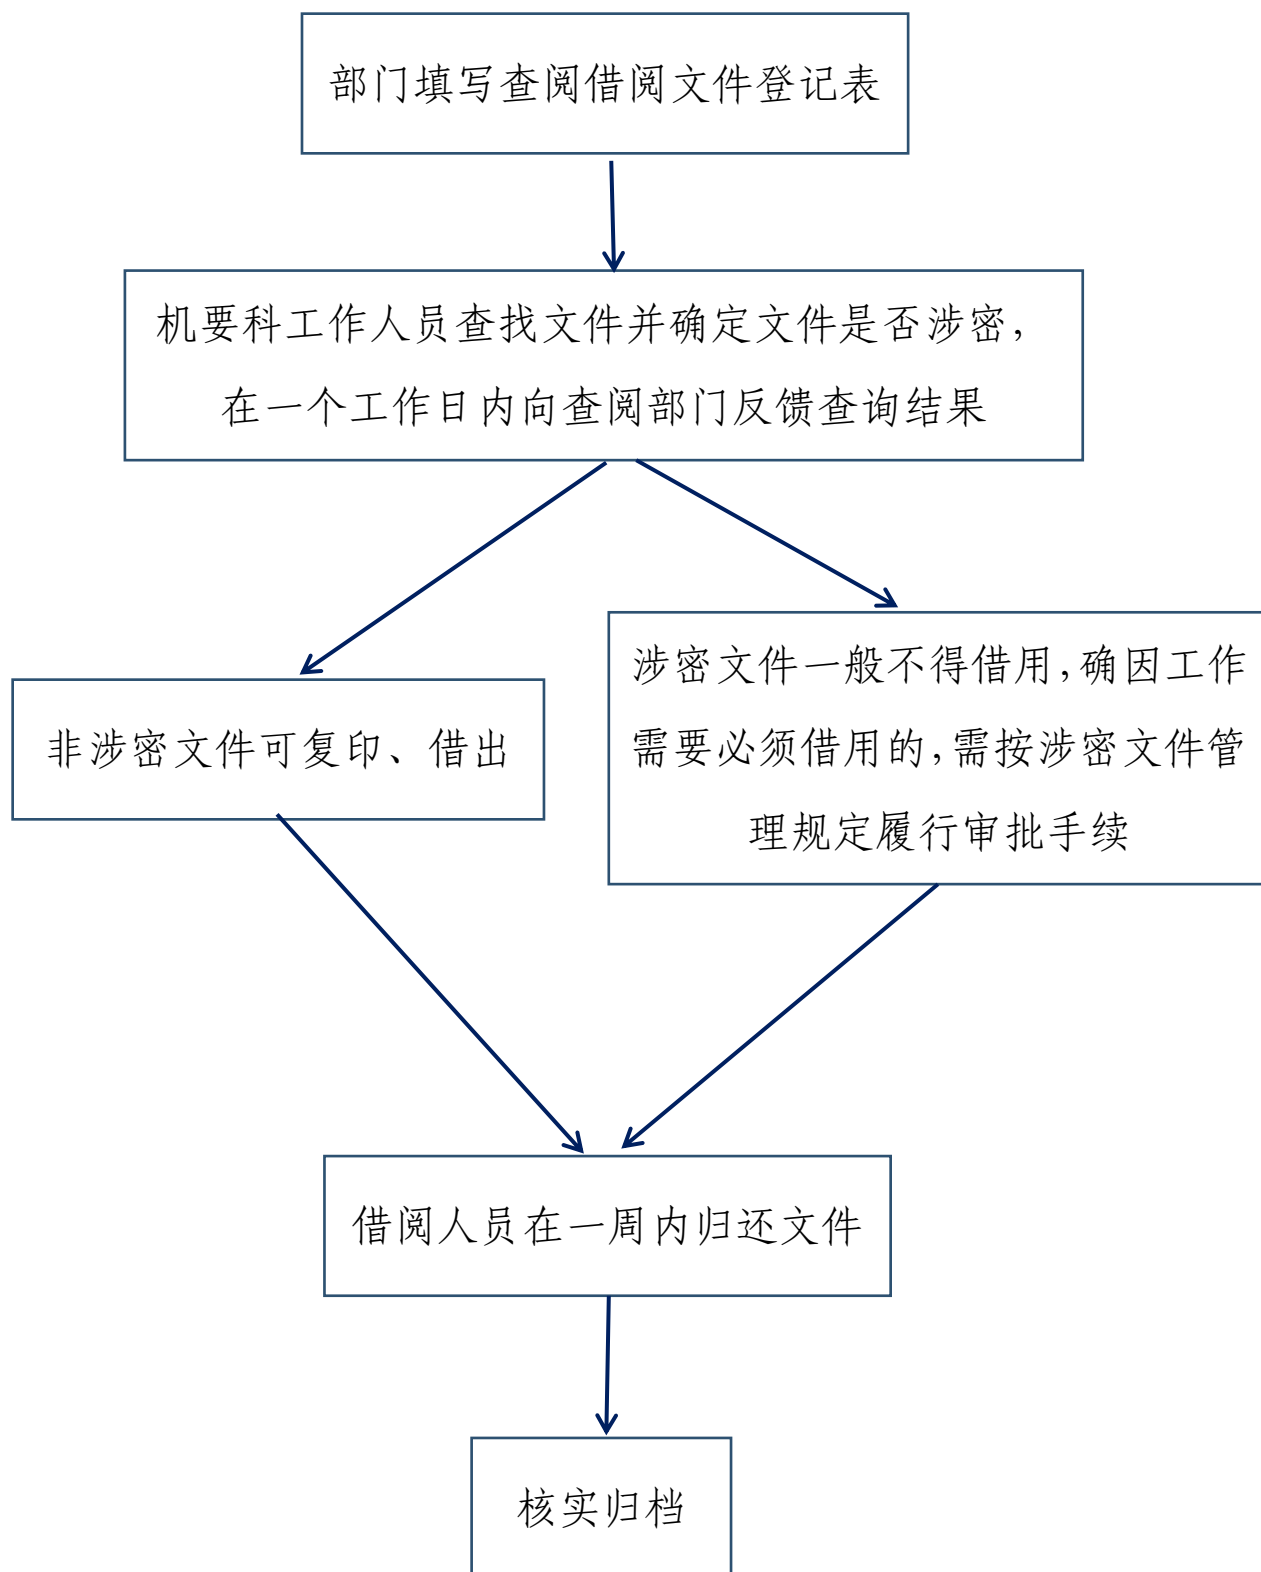 部门填写查阅借阅文件登记表
机要科工作人员查找文件并确定文件是否涉密，
在一个工作日内向查阅部门反馈查询结果
非涉密文件可复印、借出
涉密文件一般不得借用，确因工作
需要必须借用的，需按涉密文件管
理规定履行审批手续
借阅人员在一周内归还文件
核实归档